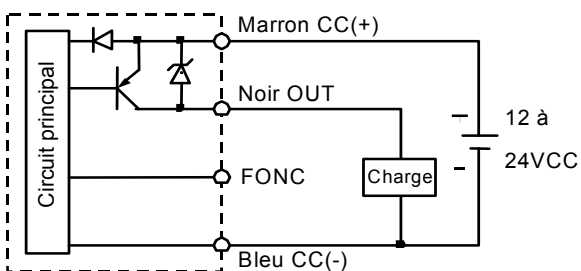 Marron CC(+)
Circuit principal
Noir OUT
12 à
24VCC
FONC
Charge
Bleu CC(-)